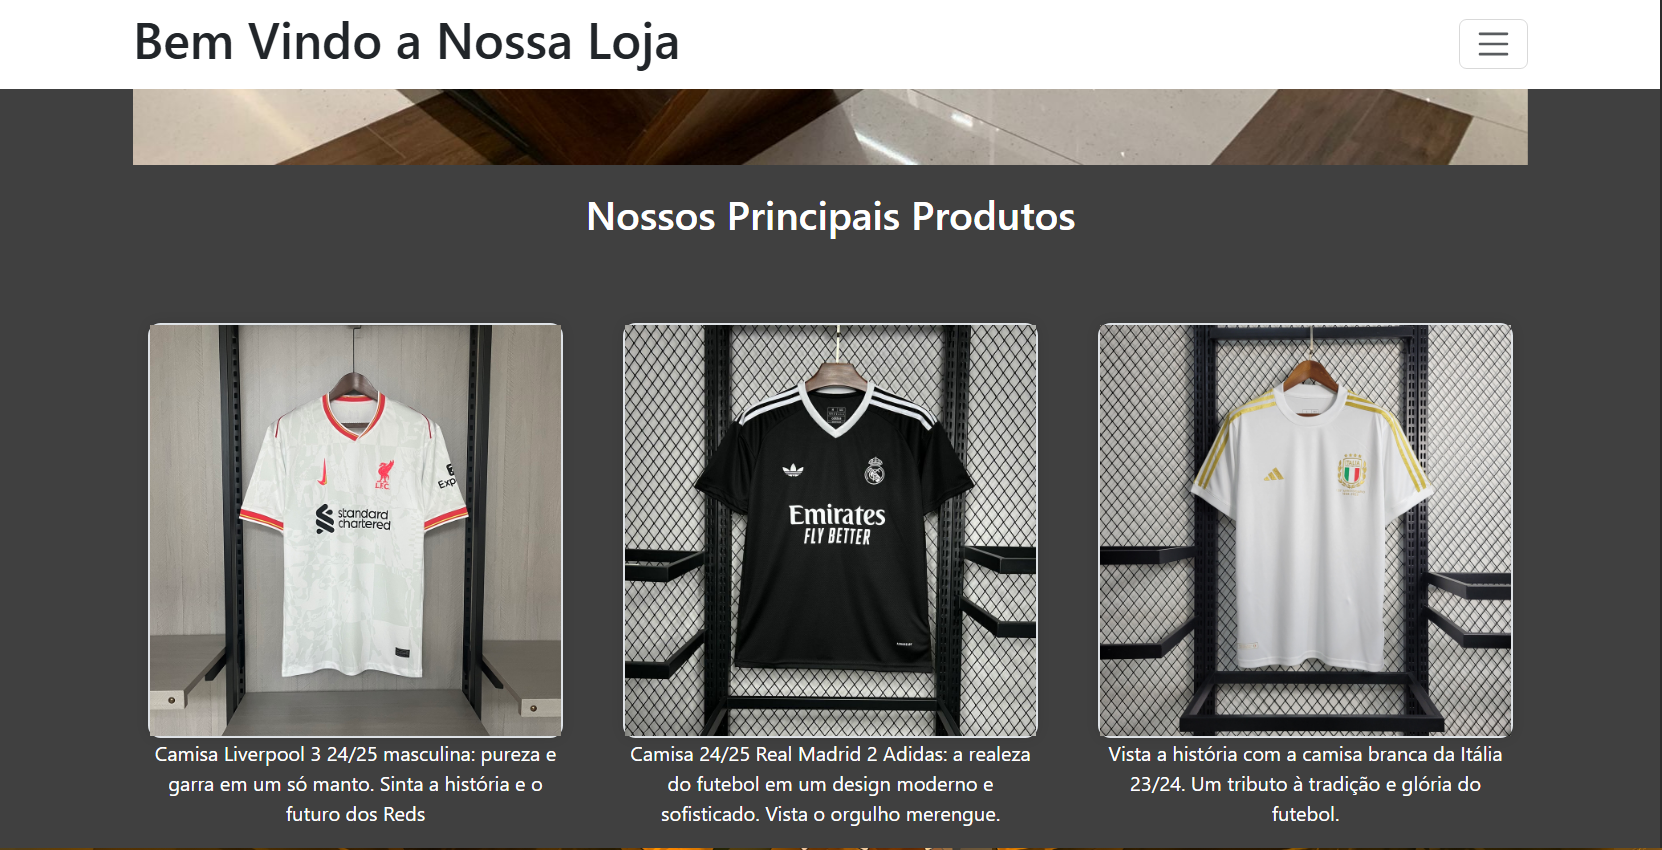 Bem Vindo a Nossa Loja
Nossos Principais Produtos
LFC
Exp
standard
chartered
Emirates
FLY BETTER
ITALIA
Camisa Liverpool 3 24/25 masculina: pureza e
garra em um só manto. Sinta a história e o
futuro dos Reds
Camisa 24/25 Real Madrid 2 Adidas: a realeza
do futebol em um design moderno e
sofisticado. Vista o orgulho merengue.
Vista a história com a camisa branca da Itália
23/24. Um tributo à tradição e glória do
futebol.